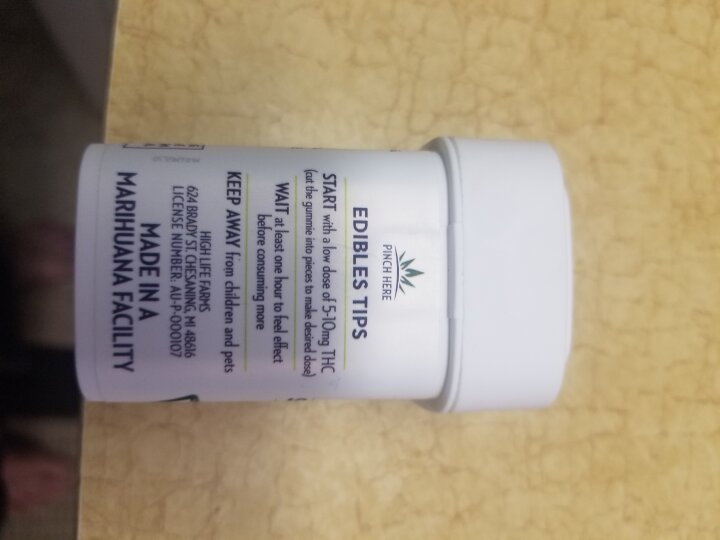 PINCH HERE
EDIBLES TIPS
START with a low dose of 5-10mg THC
(cut the gummie into pieces to make desired dose)
WAIT at least one hour to feel effect
before consuming more
KEEP AWAY from children and pets
HIGH LIFE FARMS
624 BRADY ST. CHESANING, MI 48616
LICENSE NUMBER: AU-P-000107
MADE IN A
MARIHUANA FACILITY